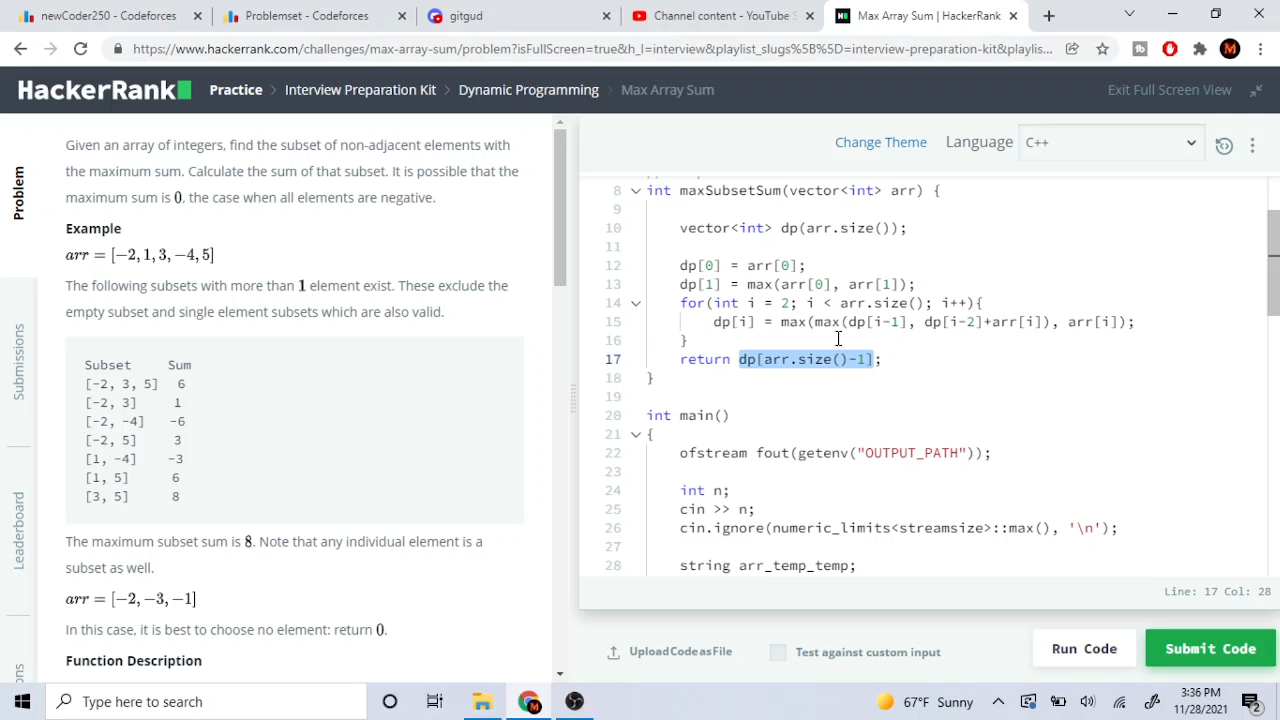 newCoder250 - Codeforces
Problemset - Codeforces
gitgud
Channel content - YouTube S
Max Array Sum | HackerRank
https://www.hackerrank.com/challenges/max-array-sum/problem?isFullScreen=true&h_l=interview&playlist_slugs%5B%5D=interview-preparation-kit&playlis...
M
HackerRank
Practice > Interview Preparation Kit > Dynamic Programming > Max Array Sum
Exit Full Screen View
Problem
Submissions
Leaderboard
Given an array of integers, find the subset of non-adjacent elements with
the maximum sum. Calculate the sum of that subset. It is possible that the
maximum sum is 0, the case when all elements are negative.
Example
arr = [−2, 1, 3, −4, 5]
The following subsets with more than 1 element exist. These exclude the
empty subset and single element subsets which are also valid.
Subset Sum
[-2, 3, 5] 6
[-2, 3] 1
[-2, -4] -6
[-2, 5] 3
[1, -4] -3
[1, 5] 6
[3, 5] 8
The maximum subset sum is 8. Note that any individual element is a
subset as well.
arr = [−2, −3, −1]
In this case, it is best to choose no element: return 0.
Function Description
Change Theme
Language
C++
8 int maxSubsetSum(vector<int> arr) {
9
10 vector<int> dp(arr.size());
11
12 dp[0] = arr[0];
13 dp[1] = max(arr[0], arr[1]);
14 for(int i = 2; i < arr.size(); i++){
15 dp[i] = max(max(dp[i-1], dp[i-2]+arr[i]), arr[i]);
16 }
17 return dp[arr.size()-1];
18 }
19
20 int main()
21 {
22 ofstream fout(getenv("OUTPUT_PATH"));
23
24 int n;
25 cin >> n;
26 cin.ignore(numeric_limits<streamsize>::max(), '\n');
27
28 string arr_temp_temp;
Line: 17 Col: 28
Upload Code as File
Test against custom input
Run Code
Submit Code
Type here to search
67°F Sunny
3:36 PM
11/28/2021
2